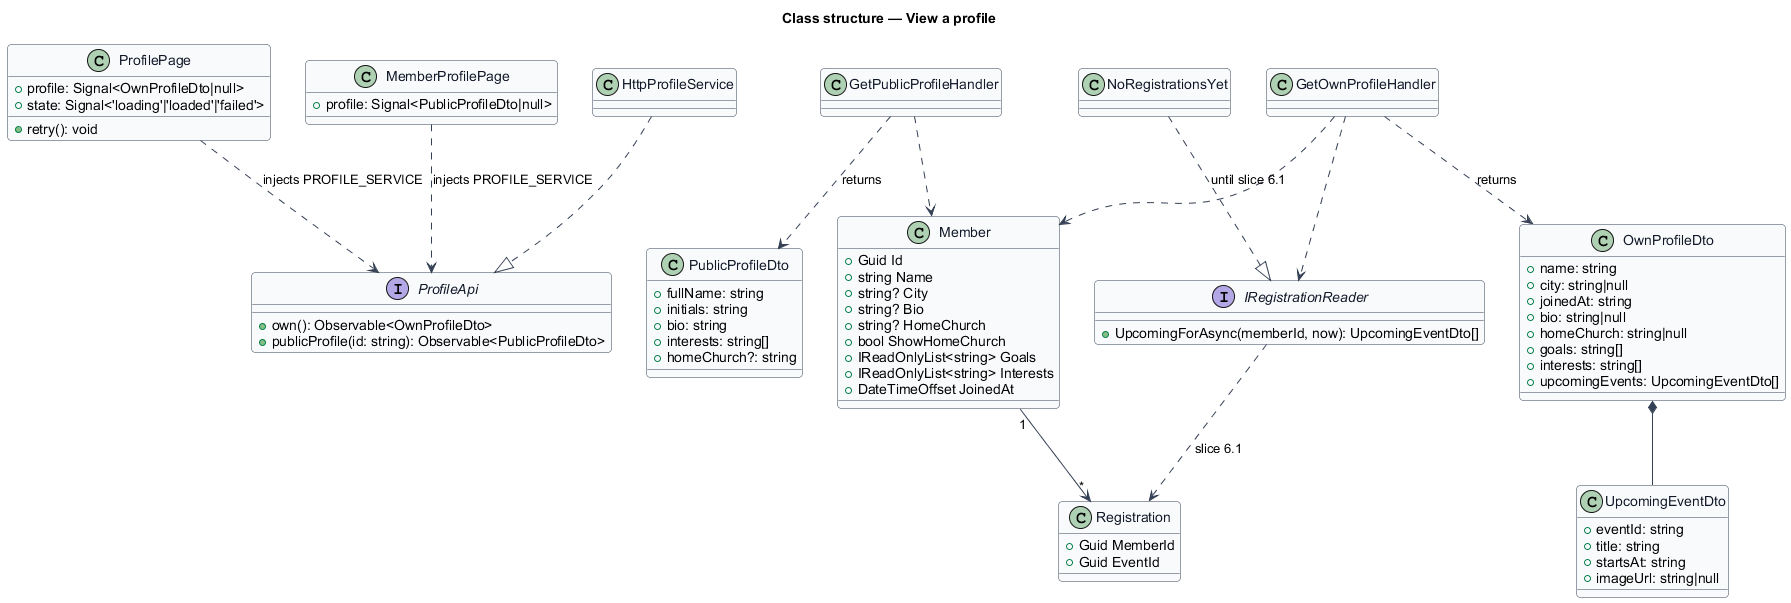 Class structure — View a profile
C ProfilePage
profile: Signal<OwnProfileDto|null>
state: Signal<'loading'|'loaded'|'failed'>
retry(): void
C MemberProfilePage
profile: Signal<PublicProfileDto|null>
C HttpProfileService
C GetPublicProfileHandler
C NoRegistrationsYet
C GetOwnProfileHandler
injects PROFILE_SERVICE
injects PROFILE_SERVICE
returns
until slice 6.1
returns
I ProfileApi
own(): Observable<OwnProfileDto>
publicProfile(id: string): Observable<PublicProfileDto>
C PublicProfileDto
fullName: string
initials: string
bio: string
interests: string[]
homeChurch?: string
C Member
Guid Id
string Name
string? City
string? Bio
string? HomeChurch
bool ShowHomeChurch
IReadOnlyList<string> Goals
IReadOnlyList<string> Interests
DateTimeOffset JoinedAt
I IRegistrationReader
UpcomingForAsync(memberId, now): UpcomingEventDto[]
C OwnProfileDto
name: string
city: string|null
joinedAt: string
bio: string|null
homeChurch: string|null
goals: string[]
interests: string[]
upcomingEvents: UpcomingEventDto[]
1
*
slice 6.1
C Registration
Guid MemberId
Guid EventId
C UpcomingEventDto
eventId: string
title: string
startsAt: string
imageUrl: string|null